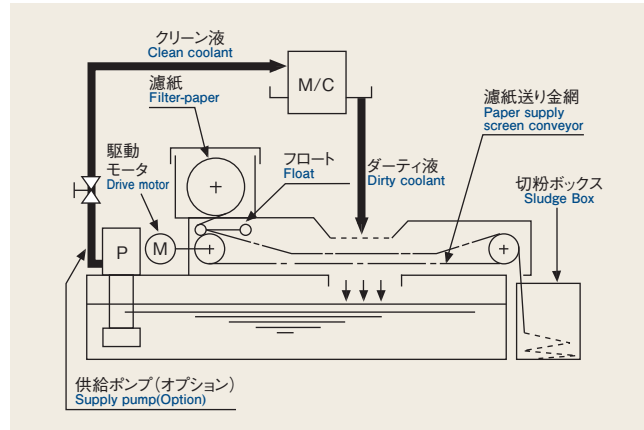 クリーン液
Clean coolant
M/C
濾紙
Filter-paper
濾紙送り金網
Paper supply
screen conveyor
駆動
モータ
Drive motor
フロート
Float
ダーティ液
Dirty coolant
切粉ボックス
Sludge Box
P
M
供給ポンプ(オプション)
Supply pump(Option)